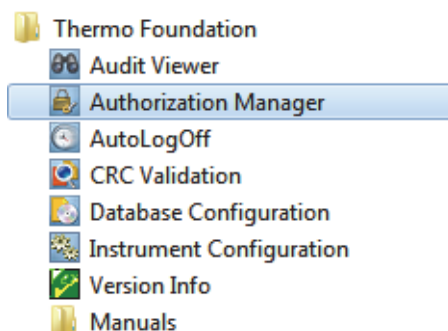 Thermo Foundation
Audit Viewer
Authorization Manager
AutoLogOff
CRC Validation
Database Configuration
Instrument Configuration
Version Info
Manuals